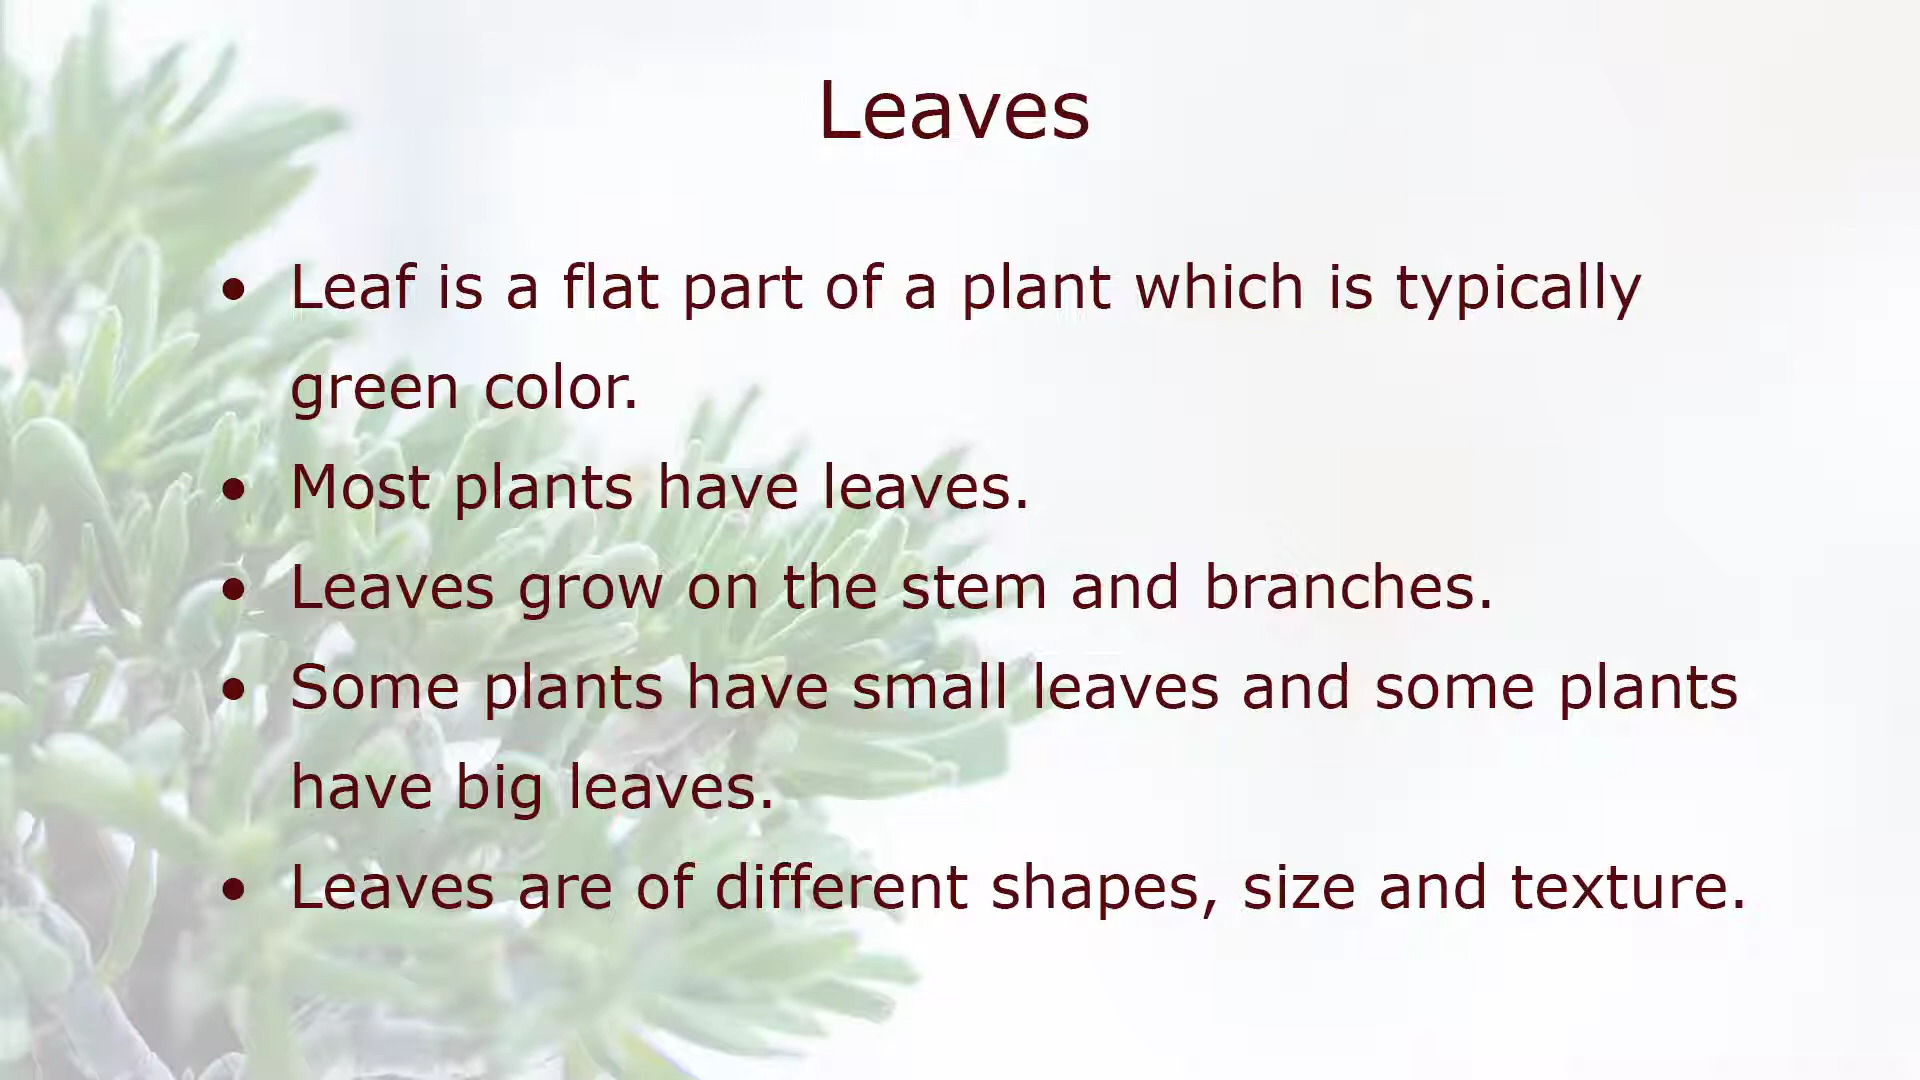 Leaves
• Leaf is a flat part of a plant which is typically
green color.
• Most plants have leaves.
• Leaves grow on the stem and branches.
• Some plants have small leaves and some plants
have big leaves.
• Leaves are of different shapes, size and texture.